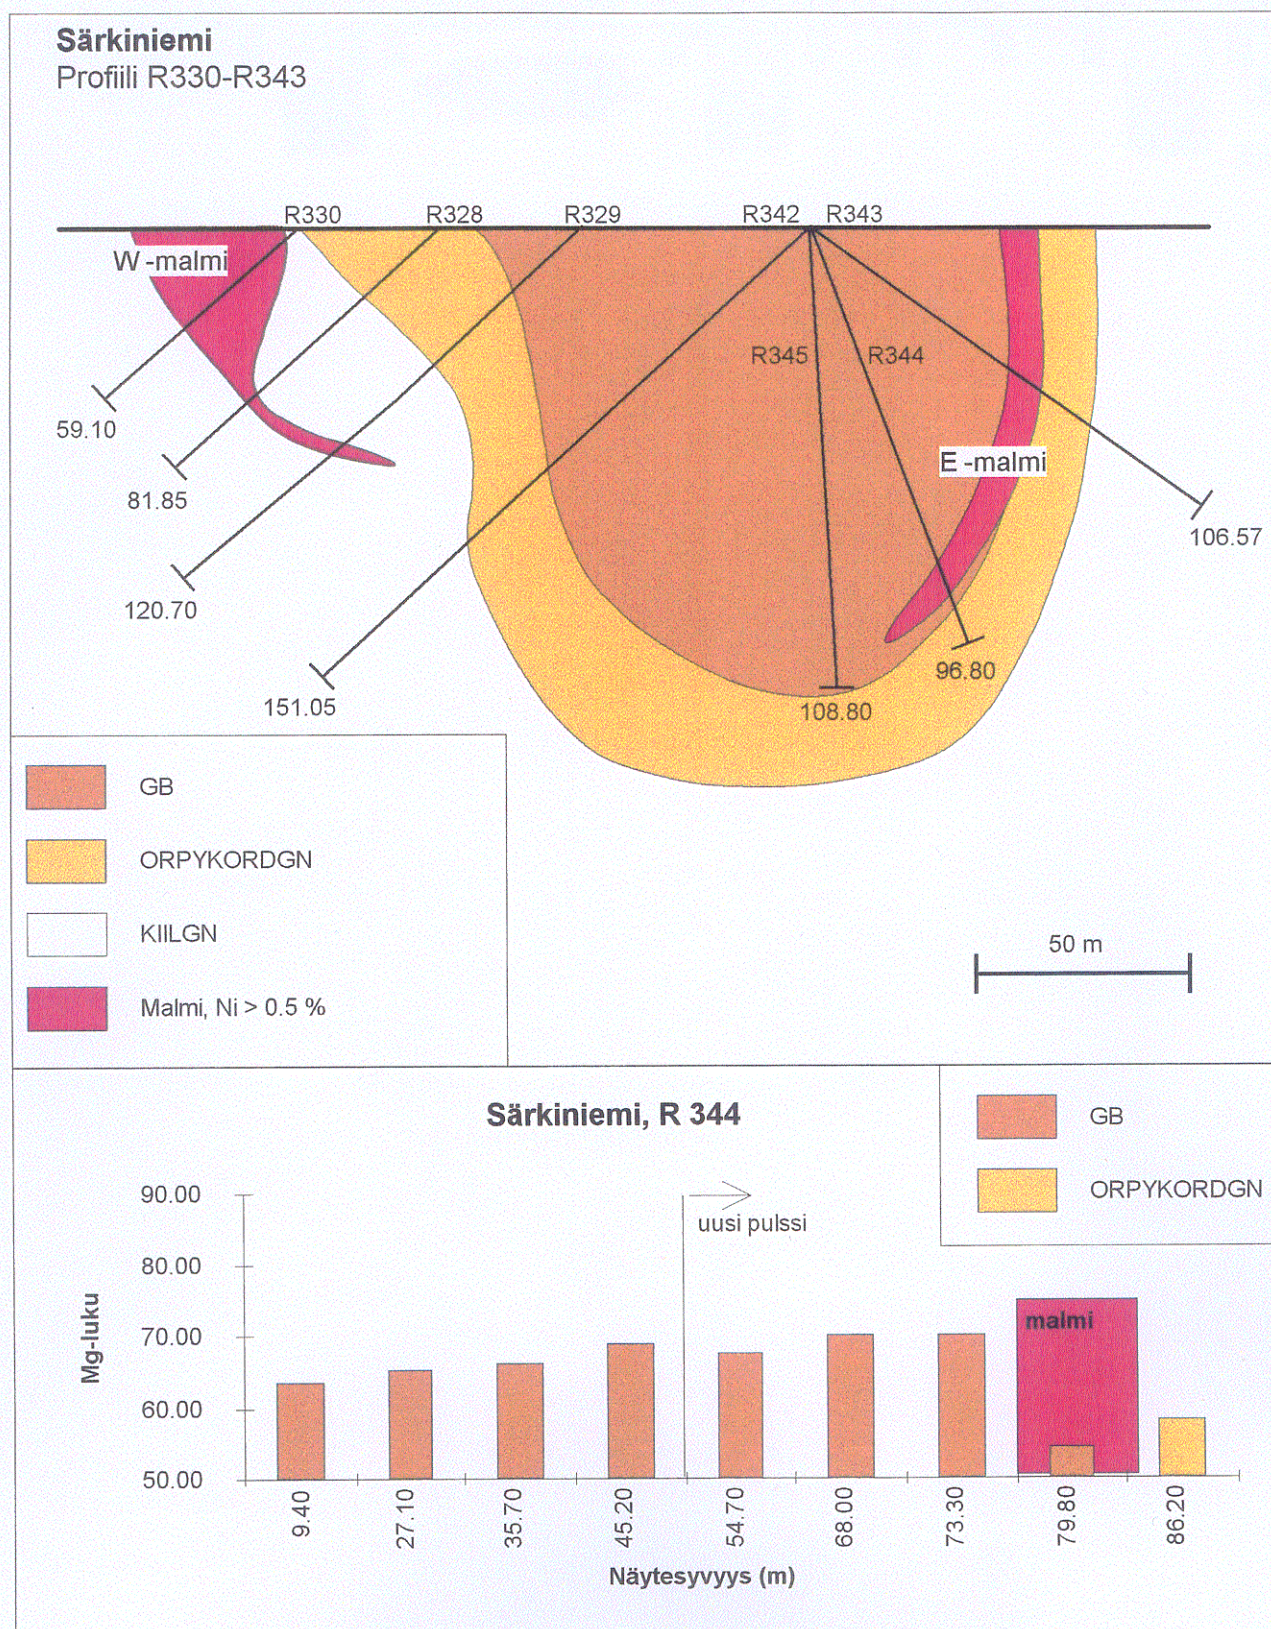 Särkiniemi
Profiili R330-R343
R330 R328 R329 R342 R343
W -malmi
R345 R344
E -malmi
59.10
81.85
106.57
120.70
96.80
151.05
108.80
GB
ORPYKORDGN
KIILGN
Malmi, Ni > 0.5 %
50 m
Särkiniemi, R 344
GB
ORPYKORDGN
90.00
80.00
70.00
60.00
50.00
Mg-luku
uusi pulssi
malmi
9.40 27.10 35.70 45.20 54.70 68.00 73.30 79.80 86.20
Näytesyvyys (m)